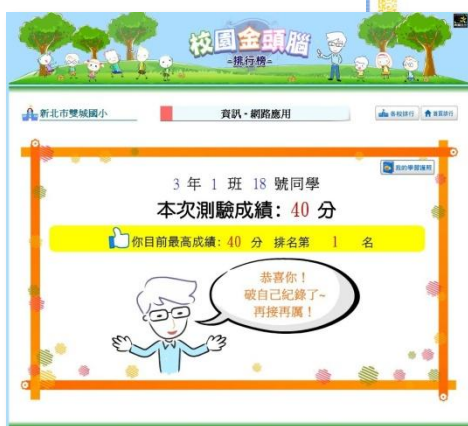 校園金頭腦
-排行榜-
新北市雙城國小
資訊・網路應用
各校排行
會員排行
我的學習護照
3 年 1 班 18 號同學
本次測驗成績: 40 分
你目前最高成績: 40 分 排名第 1 名
恭喜你！
破自己紀錄了~
再接再厲！